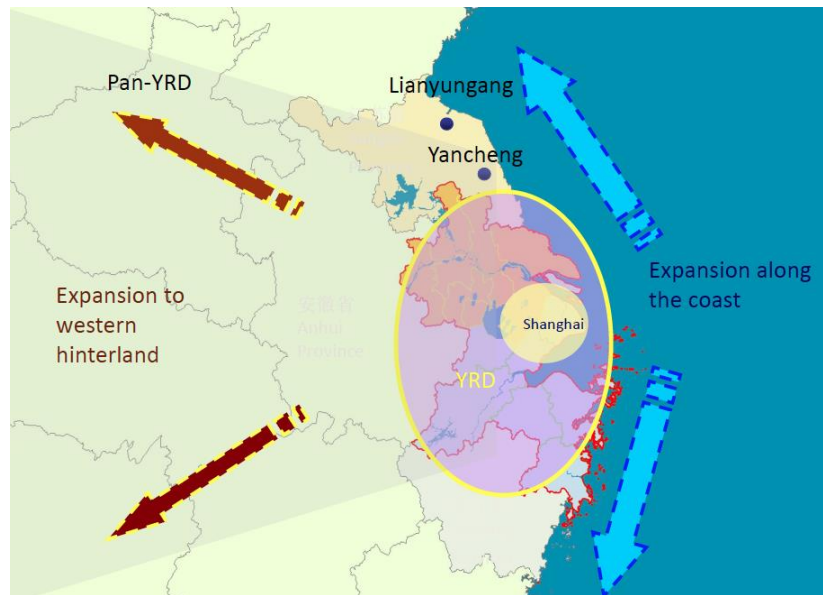 Pan-YRD
Lianyungang
Yancheng
Expansion to
western
hinterland
安徽省
Anhui
Province
Shanghai
YRD
Expansion along
the coast